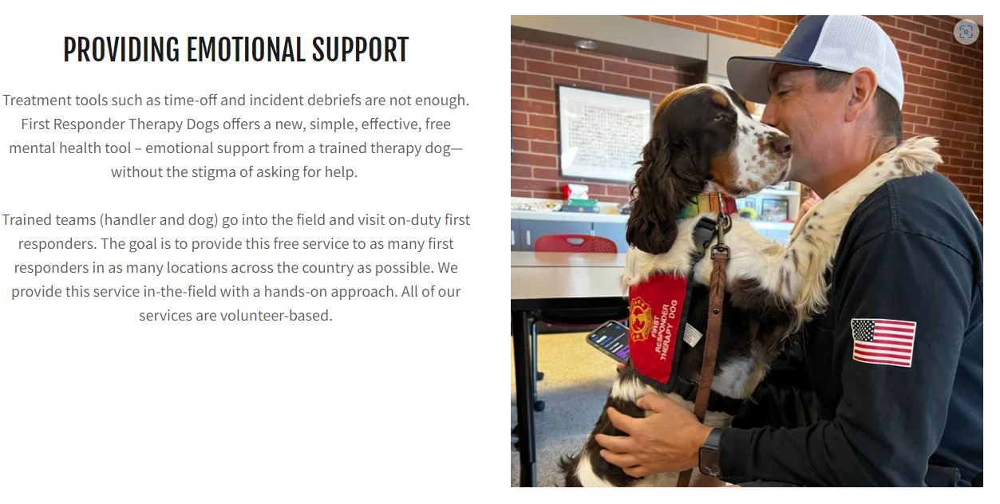 PROVIDING EMOTIONAL SUPPORT
Treatment tools such as time-off and incident debriefs are not enough.
First Responder Therapy Dogs offers a new, simple, effective, free
mental health tool – emotional support from a trained therapy dog—
without the stigma of asking for help.
Trained teams (handler and dog) go into the field and visit on-duty first
responders. The goal is to provide this free service to as many first
responders in as many locations across the country as possible. We
provide this service in-the-field with a hands-on approach. All of our
services are volunteer-based.
FIRST
RESPONDER
THERAPY DOG